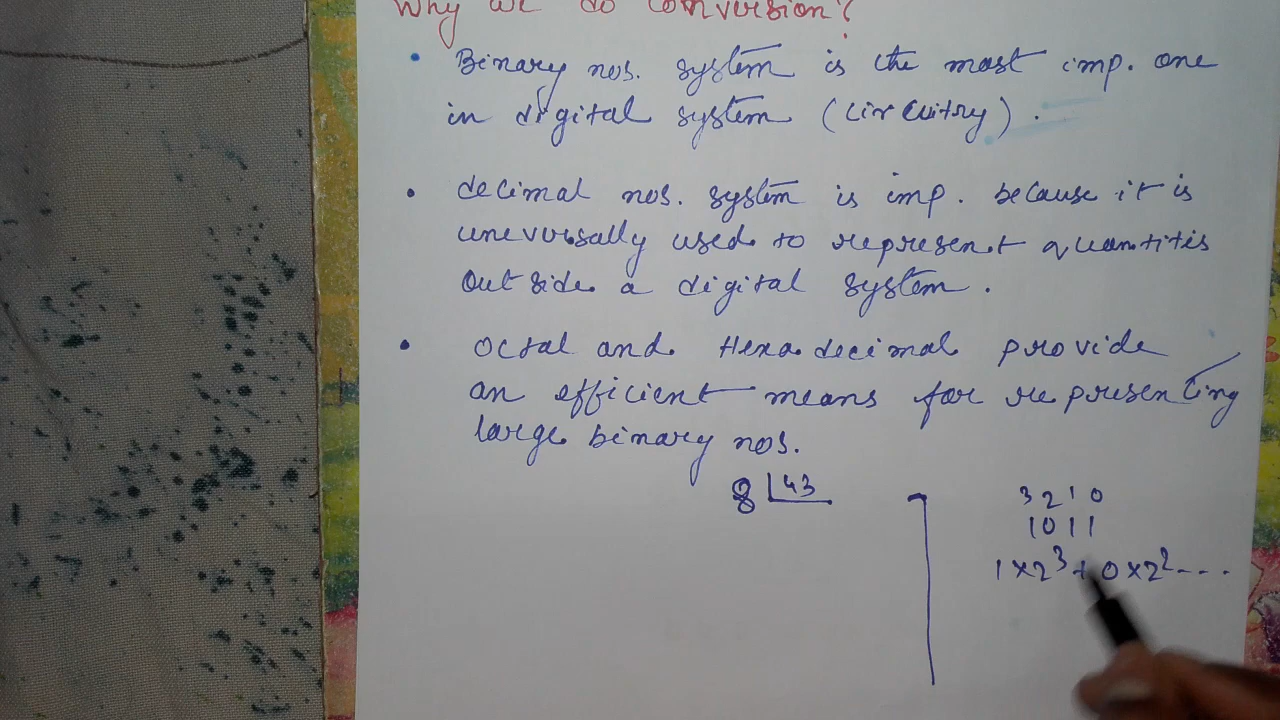 Why we do conversion?
• Binary nos. system is the most imp. one
in digital system (circuitry).
• decimal nos. system is imp. because it is
universally used to represent quantitis
outside a digital system.
• Octal and Hexadecimal provide
an efficient means for representing
large binary nos.
8 43
3 2 1 0
1 0 1 1
1×2³+0×2²---